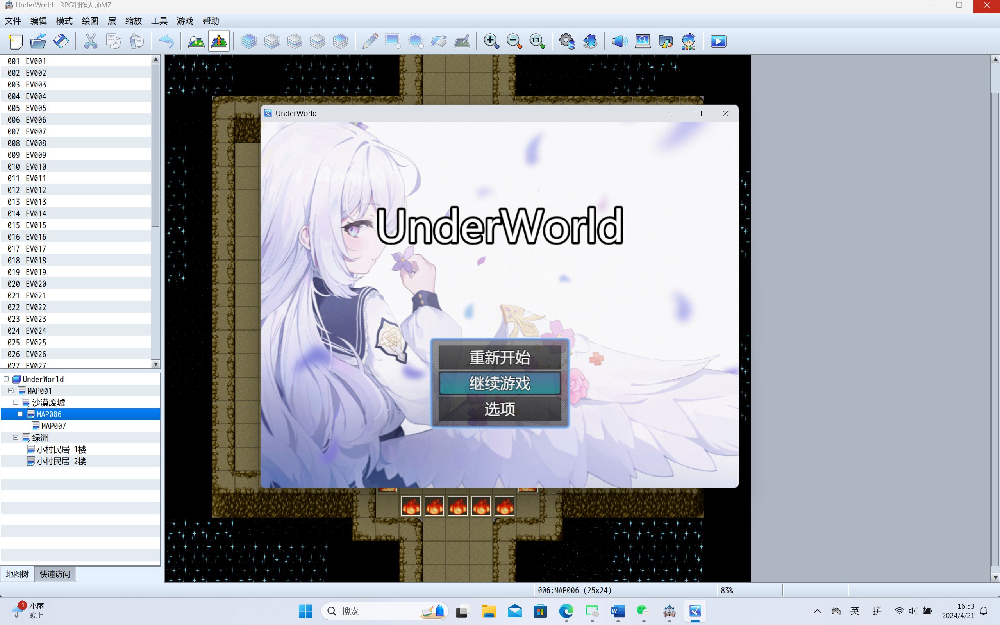 UnderWorld - RPG制作大师MZ
文件 编辑 模式 绘图 层 缩放 工具 游戏 帮助
1:1
001 EV001
002 EV002
003 EV003
004 EV004
005 EV005
006 EV006
007 EV007
008 EV008
009 EV009
010 EV010
011 EV011
012 EV012
013 EV013
014 EV014
015 EV015
016 EV016
017 EV017
018 EV018
019 EV019
020 EV020
021 EV021
022 EV022
023 EV023
024 EV024
025 EV025
026 EV026
027 EV027
UnderWorld
MAP001
沙漠废墟
MAP006
MAP007
绿洲
小村民居 1楼
小村民居 2楼
地图树 快速访问
UnderWorld
UnderWorld
重新开始
继续游戏
选项
006:MAP006 (25x24) 83%
1
小雨
晚上
搜索
W
英 拼
16:53
2024/4/21